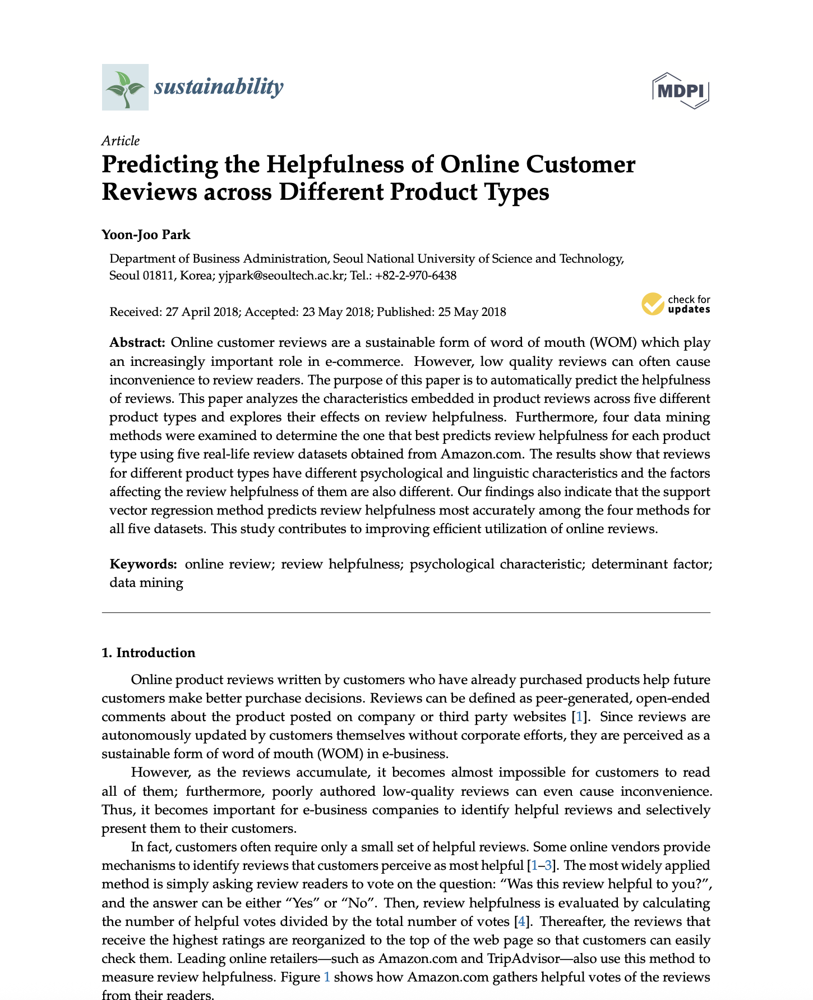 sustainability
MDPI
Article
Predicting the Helpfulness of Online Customer
Reviews across Different Product Types
Yoon-Joo Park
Department of Business Administration, Seoul National University of Science and Technology,
Seoul 01811, Korea; yjpark@seoultech.ac.kr; Tel.: +82-2-970-6438
check for
updates
Received: 27 April 2018; Accepted: 23 May 2018; Published: 25 May 2018
Abstract: Online customer reviews are a sustainable form of word of mouth (WOM) which play
an increasingly important role in e-commerce. However, low quality reviews can often cause
inconvenience to review readers. The purpose of this paper is to automatically predict the helpfulness
of reviews. This paper analyzes the characteristics embedded in product reviews across five different
product types and explores their effects on review helpfulness. Furthermore, four data mining
methods were examined to determine the one that best predicts review helpfulness for each product
type using five real-life review datasets obtained from Amazon.com. The results show that reviews
for different product types have different psychological and linguistic characteristics and the factors
affecting the review helpfulness of them are also different. Our findings also indicate that the support
vector regression method predicts review helpfulness most accurately among the four methods for
all five datasets. This study contributes to improving efficient utilization of online reviews.
Keywords: online review; review helpfulness; psychological characteristic; determinant factor;
data mining
1. Introduction
Online product reviews written by customers who have already purchased products help future
customers make better purchase decisions. Reviews can be defined as peer-generated, open-ended
comments about the product posted on company or third party websites [1]. Since reviews are
autonomously updated by customers themselves without corporate efforts, they are perceived as a
sustainable form of word of mouth (WOM) in e-business.
However, as the reviews accumulate, it becomes almost impossible for customers to read
all of them; furthermore, poorly authored low-quality reviews can even cause inconvenience.
Thus, it becomes important for e-business companies to identify helpful reviews and selectively
present them to their customers.
In fact, customers often require only a small set of helpful reviews. Some online vendors provide
mechanisms to identify reviews that customers perceive as most helpful [1–3]. The most widely applied
method is simply asking review readers to vote on the question: “Was this review helpful to you?”,
and the answer can be either “Yes” or “No”. Then, review helpfulness is evaluated by calculating
the number of helpful votes divided by the total number of votes [4]. Thereafter, the reviews that
receive the highest ratings are reorganized to the top of the web page so that customers can easily
check them. Leading online retailers—such as Amazon.com and TripAdvisor—also use this method to
measure review helpfulness. Figure 1 shows how Amazon.com gathers helpful votes of the reviews
from their readers.